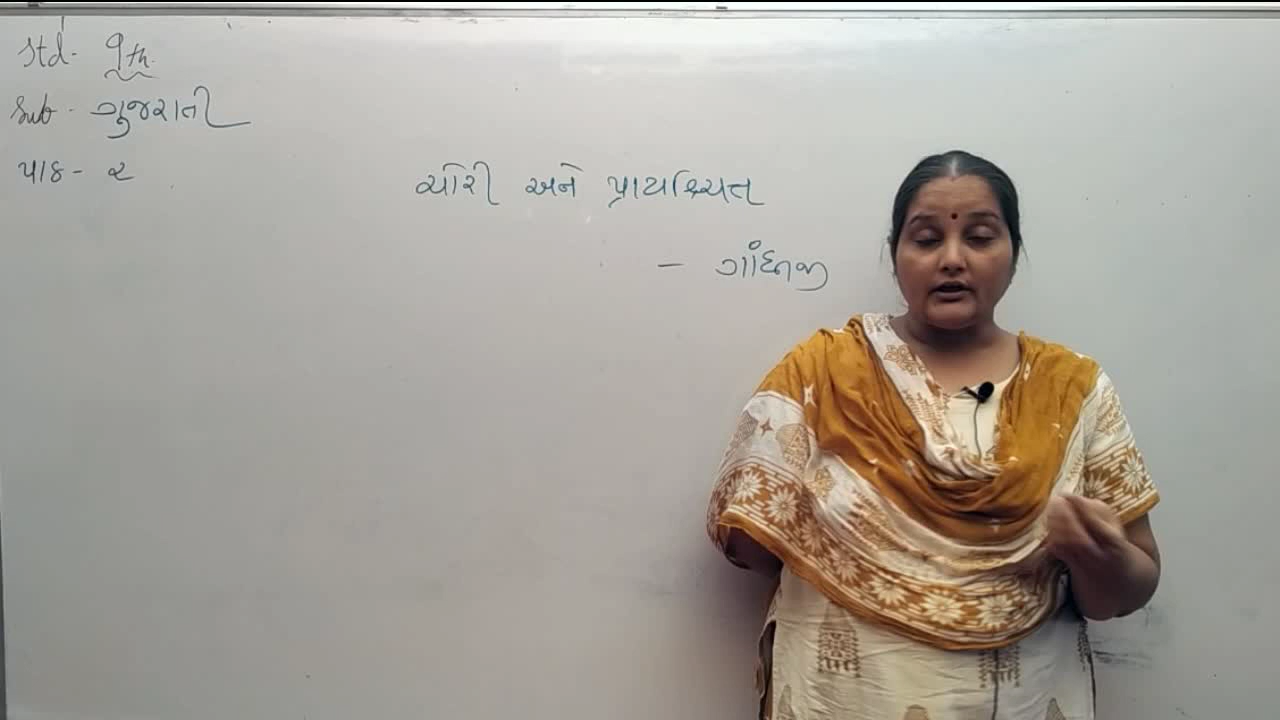 Std- 9th.
Sub - ગુજરાતી
પાઠ - ૨
ચોરી અને પ્રાયશ્ચિત
- ગાંધીજી